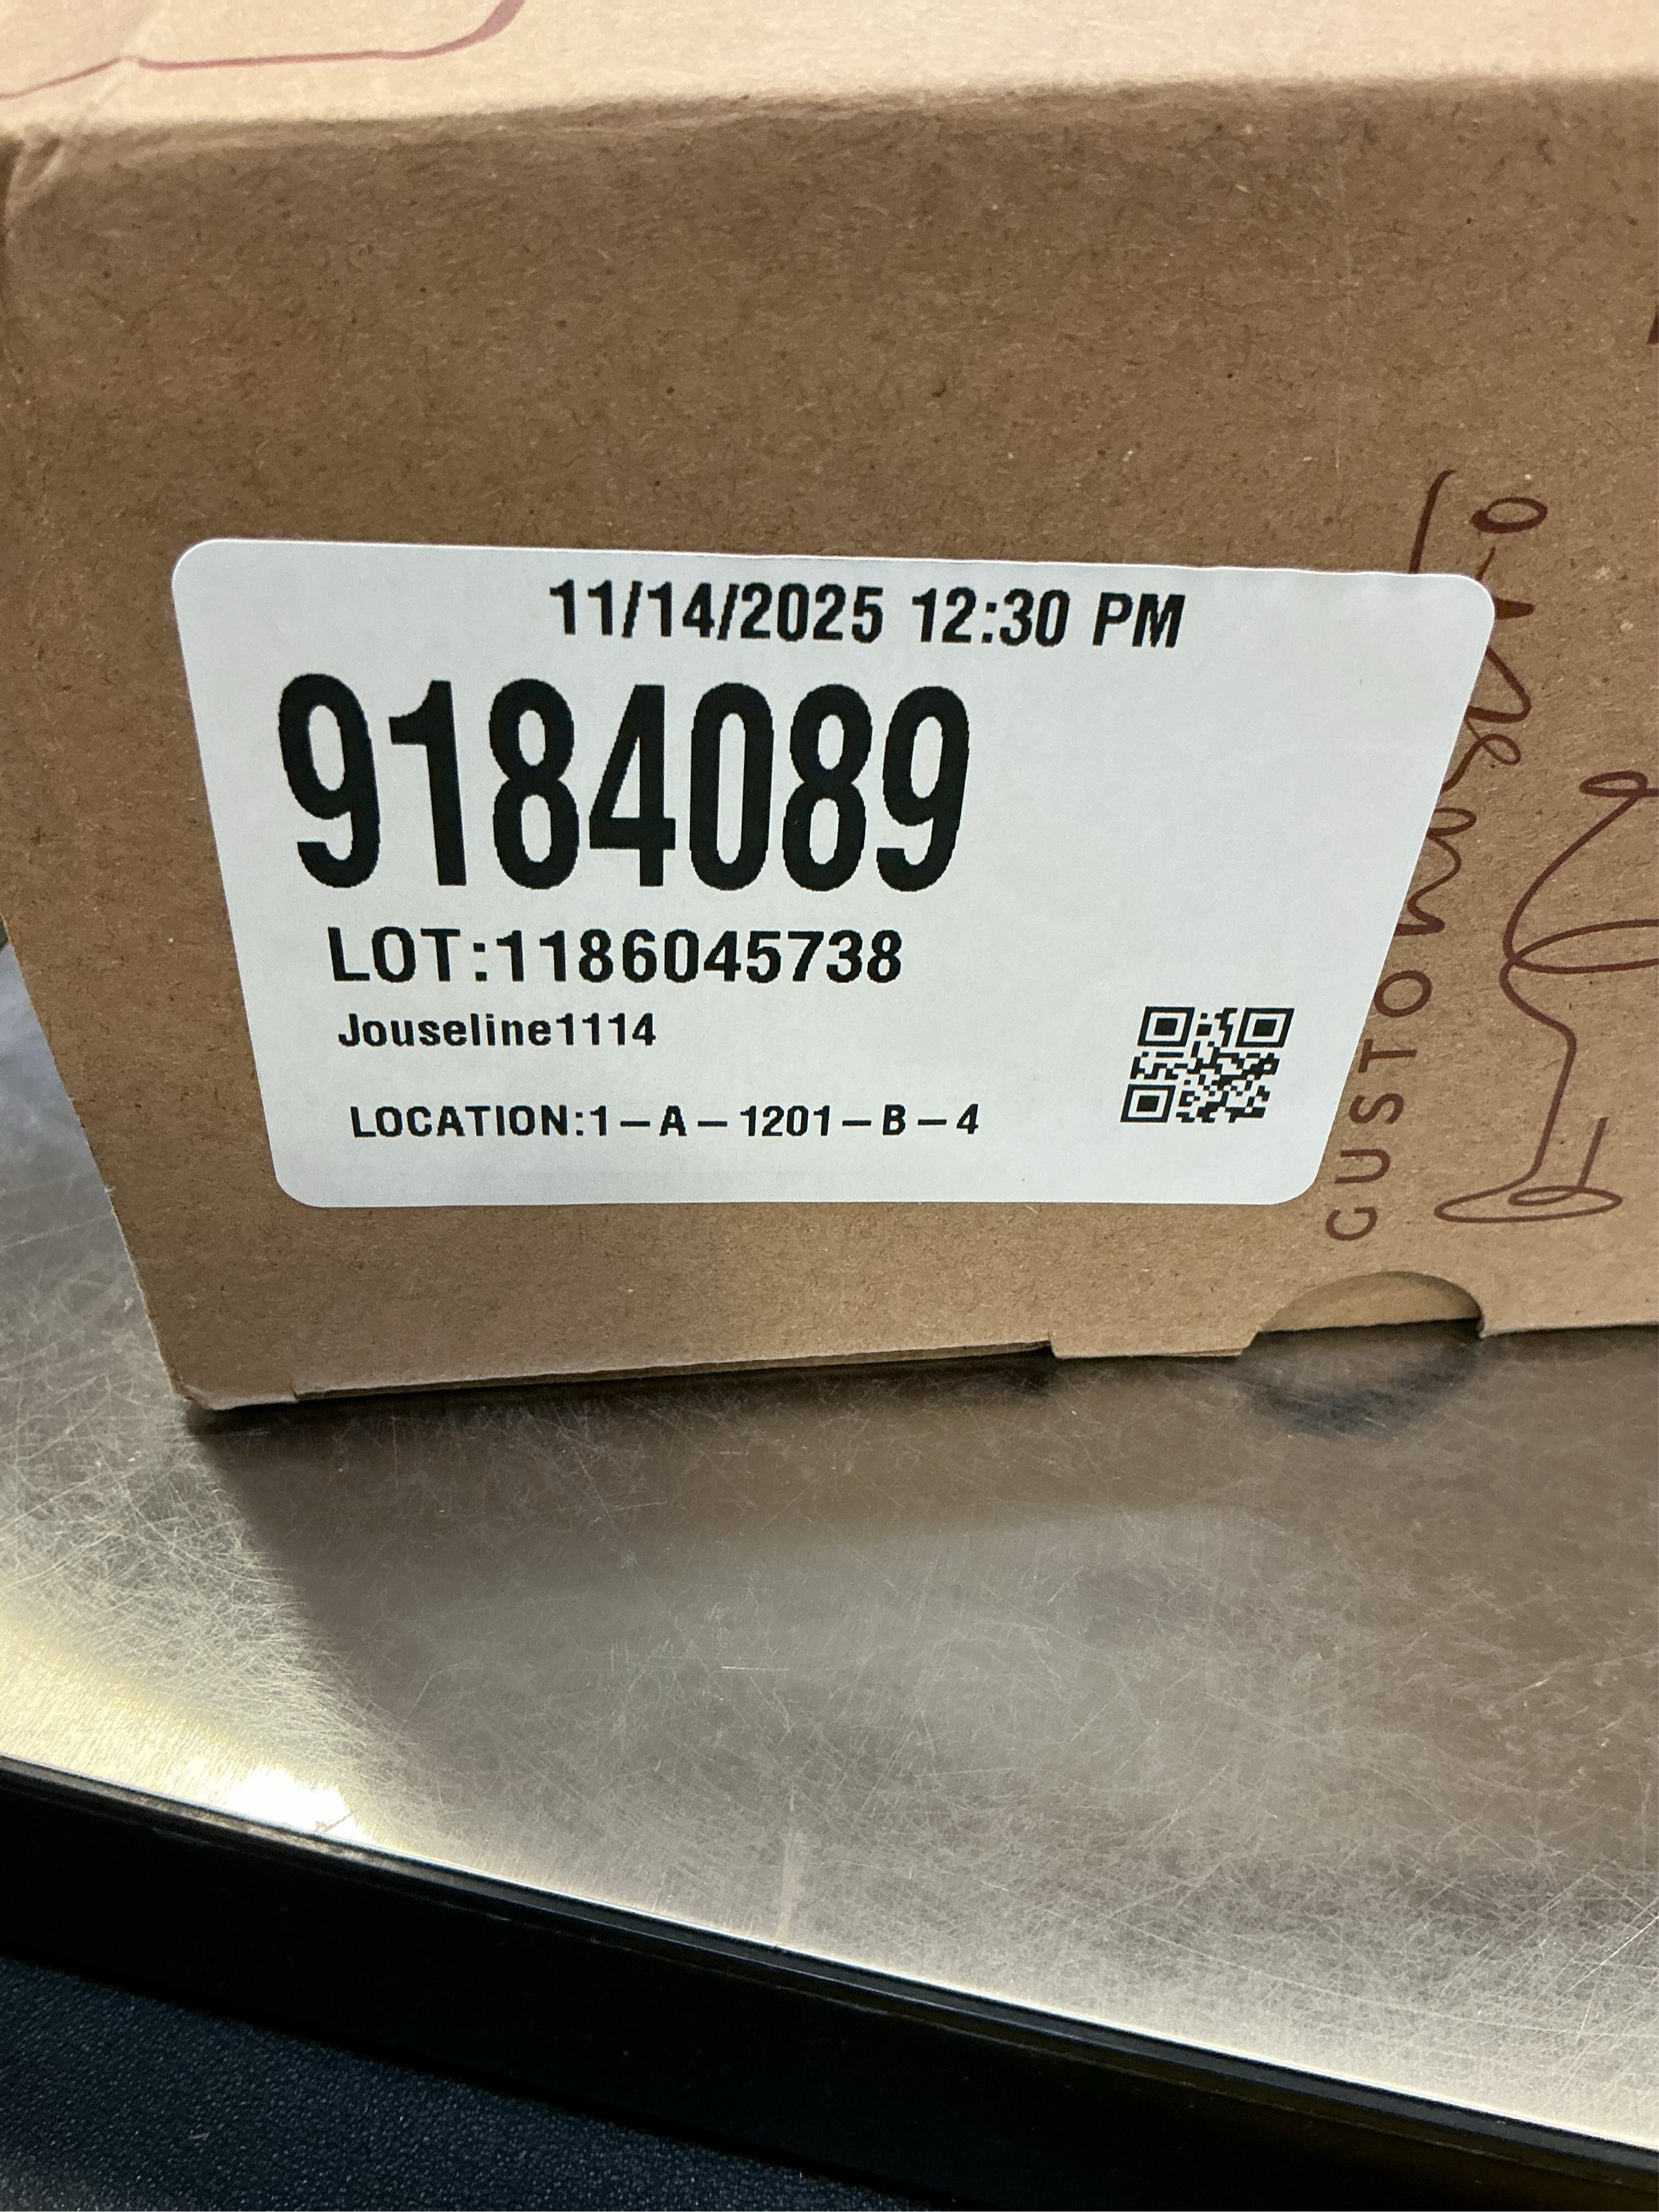 11/14/2025 12:30 PM
9184089
LOT:1186045738
Jouseline1114
LOCATION:1-A-1201-B-4
GUSTO